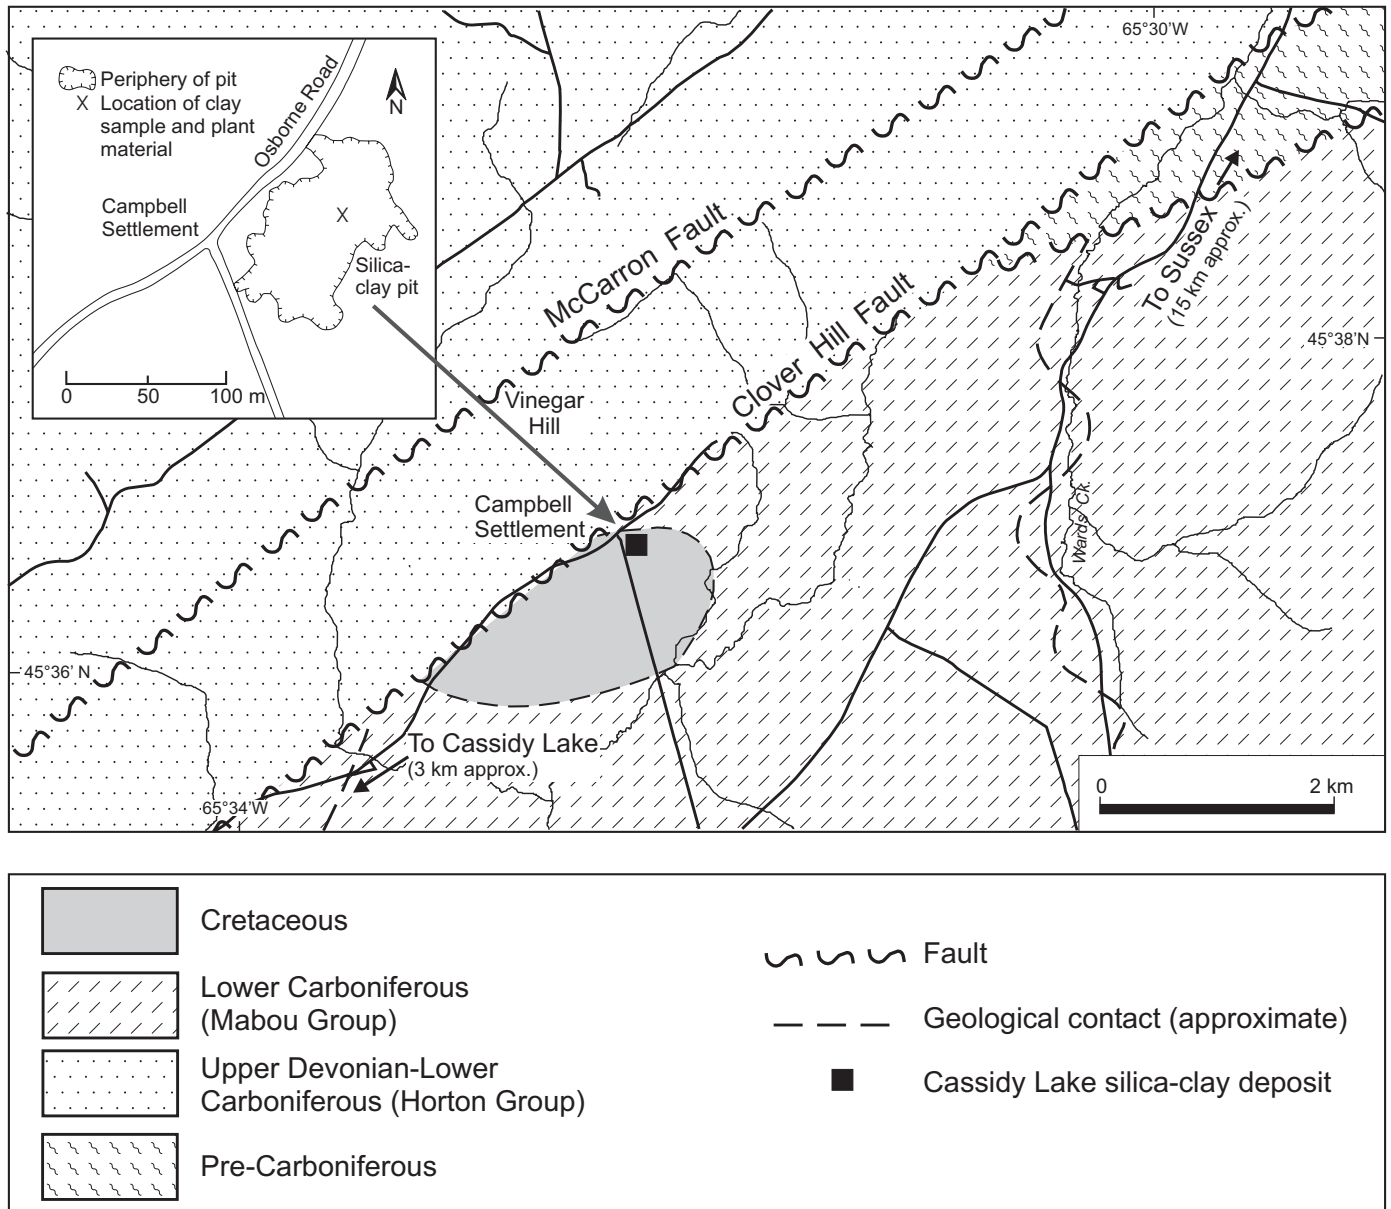 65°30'W
Periphery of pit
X Location of clay
sample and plant
material
Osborne Road
N
Campbell
Settlement
X
Silica-
clay pit
0 50 100 m
McCarron Fault
Clover Hill Fault
To Sussex
(15 km approx.)
45°38'N
Vinegar
Hill
Campbell
Settlement
Wards Ck.
45°36' N
To Cassidy Lake
(3 km approx.)
65°34'W
0 2 km
Cretaceous
Lower Carboniferous
(Mabou Group)
Upper Devonian-Lower
Carboniferous (Horton Group)
Pre-Carboniferous
Fault
Geological contact (approximate)
Cassidy Lake silica-clay deposit